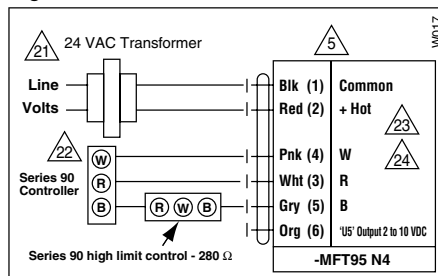 W017
21 24 VAC Transformer
5
Line
Volts
Blk (1) Common
Red (2) + Hot
23
22
24
Series 90
Controller
W
R
B
R W B
Pnk (4) W
Wht (3) R
Gry (5) B
Org (6) 'U5' Output 2 to 10 VDC
Series 90 high limit control - 280 Ω
-MFT95 N4